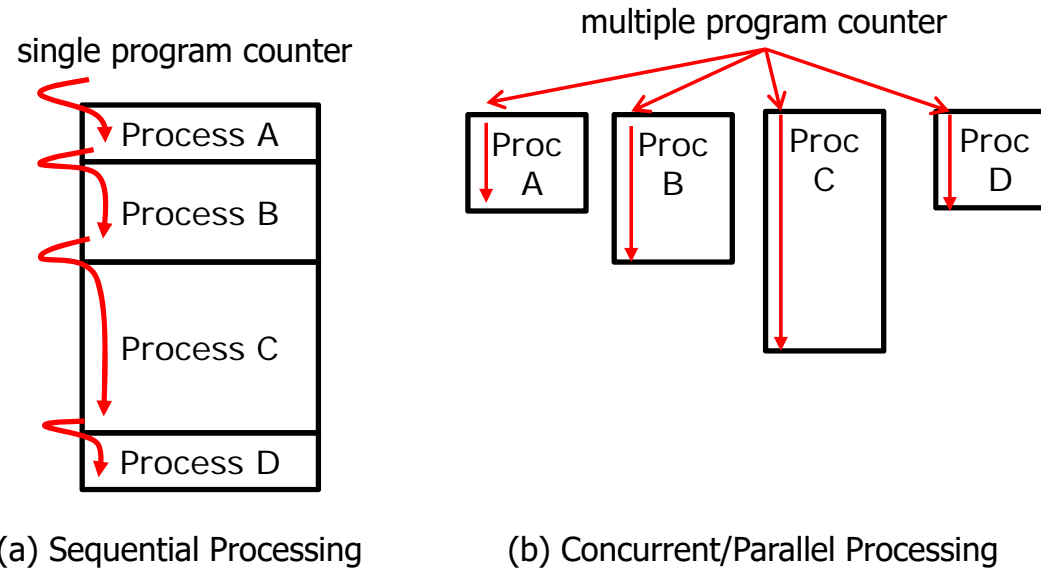 single program counter
Process A
Process B
Process C
Process D
(a) Sequential Processing
multiple program counter
Proc
A
Proc
B
Proc
C
Proc
D
(b) Concurrent/Parallel Processing